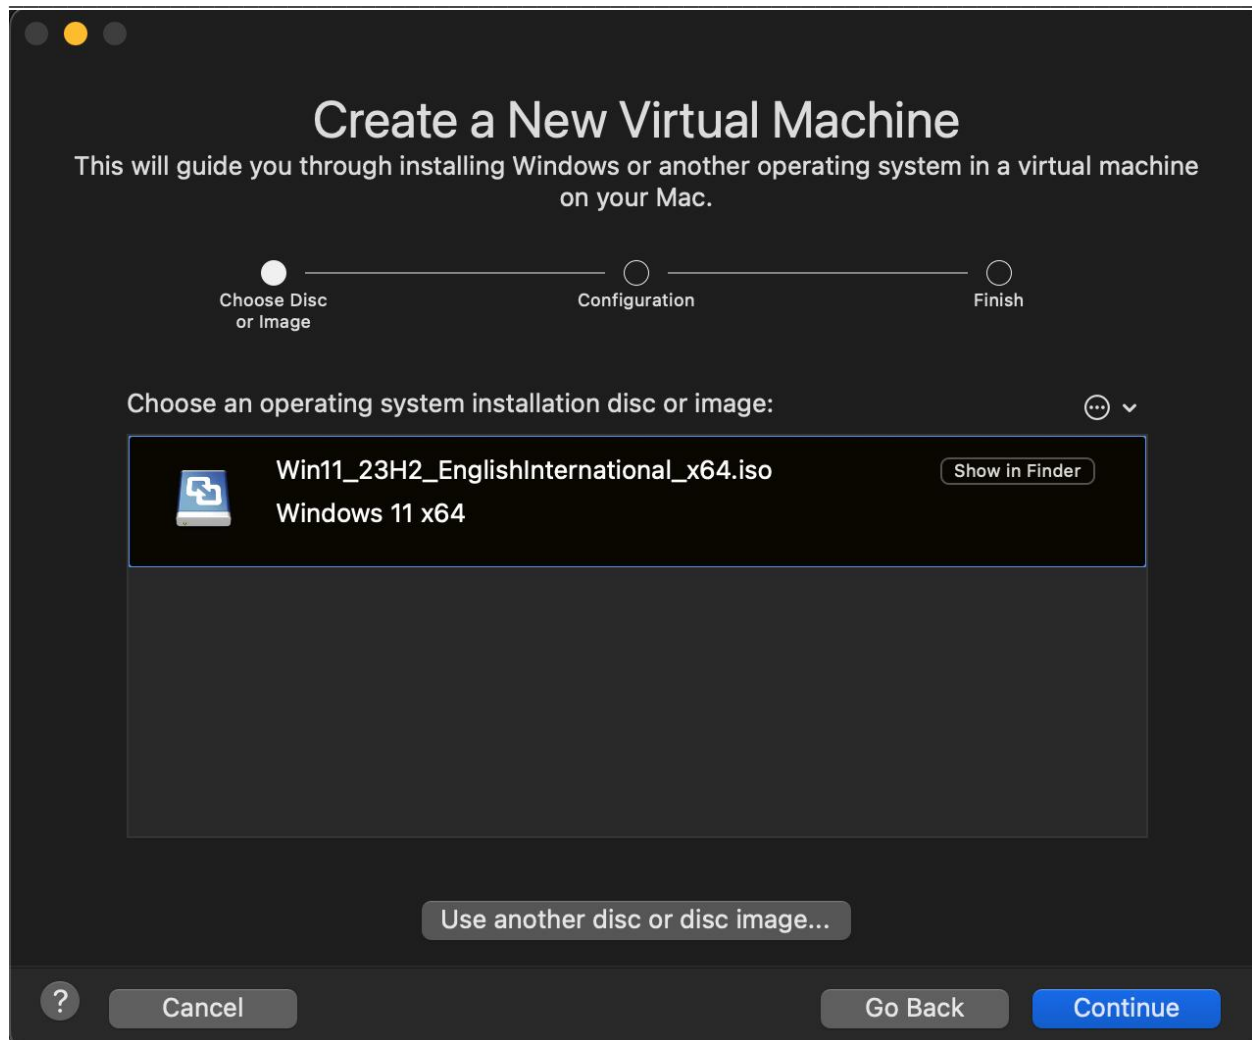 Create a New Virtual Machine
This will guide you through installing Windows or another operating system in a virtual machine
on your Mac.
Choose Disc
or Image
Configuration
Finish
Choose an operating system installation disc or image:
Win11_23H2_EnglishInternational_x64.iso
Show in Finder
Windows 11 x64
Use another disc or disc image...
?
Cancel
Go Back
Continue